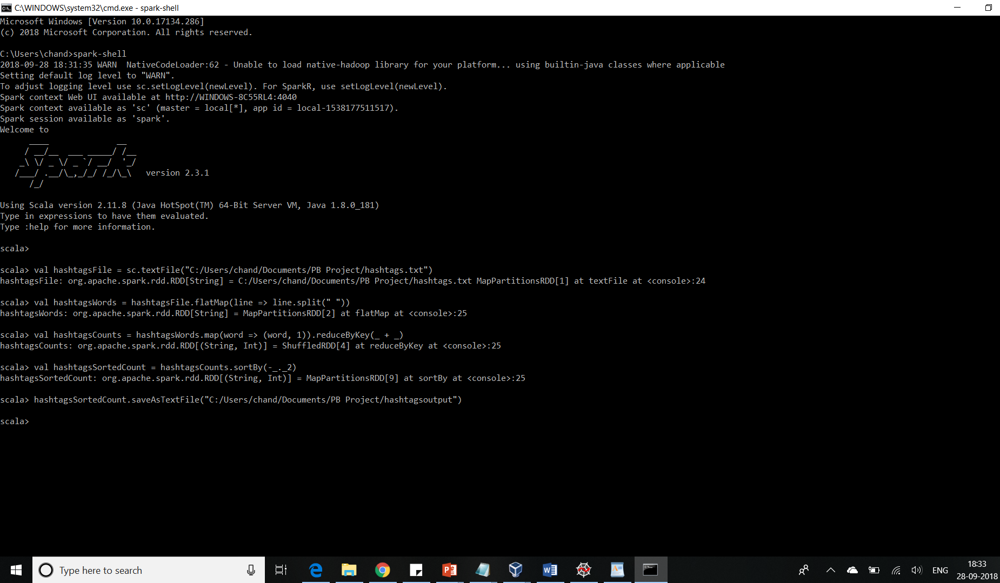 C:\WINDOWS\system32\cmd.exe - spark-shell
Microsoft Windows [Version 10.0.17134.286]
(c) 2018 Microsoft Corporation. All rights reserved.
C:\Users\chand>spark-shell
2018-09-28 18:31:35 WARN  NativeCodeLoader:62 - Unable to load native-hadoop library for your platform... using builtin-java classes where applicable
Setting default log level to "WARN".
To adjust logging level use sc.setLogLevel(newLevel). For SparkR, use setLogLevel(newLevel).
Spark context Web UI available at http://WINDOWS-8C55RL4:4040
Spark context available as 'sc' (master = local[*], app id = local-1538177511517).
Spark session available as 'spark'.
Welcome to
      ____              __
     / __/__  ___ _____/ /__
    _\ \/ _ \/ _ `/ __/  '_/
   /___/ .__/\_,_/_/ /_/\_\   version 2.3.1
      /_/
Using Scala version 2.11.8 (Java HotSpot(TM) 64-Bit Server VM, Java 1.8.0_181)
Type in expressions to have them evaluated.
Type :help for more information.
scala>
scala> val hashtagsFile = sc.textFile("C:/Users/chand/Documents/PB Project/hashtags.txt")
hashtagsFile: org.apache.spark.rdd.RDD[String] = C:/Users/chand/Documents/PB Project/hashtags.txt MapPartitionsRDD[1] at textFile at <console>:24
scala> val hashtagsWords = hashtagsFile.flatMap(line => line.split(" "))
hashtagsWords: org.apache.spark.rdd.RDD[String] = MapPartitionsRDD[2] at flatMap at <console>:25
scala> val hashtagsCounts = hashtagsWords.map(word => (word, 1)).reduceByKey(_ + _)
hashtagsCounts: org.apache.spark.rdd.RDD[(String, Int)] = ShuffledRDD[4] at reduceByKey at <console>:25
scala> val hashtagsSortedCount = hashtagsCounts.sortBy(-_._2)
hashtagsSortedCount: org.apache.spark.rdd.RDD[(String, Int)] = MapPartitionsRDD[9] at sortBy at <console>:25
scala> hashtagsSortedCount.saveAsTextFile("C:/Users/chand/Documents/PB Project/hashtagsoutput")
scala>
Type here to search
ENG
18:33
28-09-2018